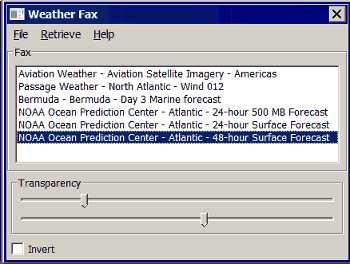 Weather Fax
File Retrieve Help
Fax
Aviation Weather - Aviation Satellite Imagery - Americas
Passage Weather - North Atlantic - Wind 012
Bermuda - Bermuda - Day 3 Marine forecast
NOAA Ocean Prediction Center - Atlantic - 24-hour 500 MB Forecast
NOAA Ocean Prediction Center - Atlantic - 24-hour Surface Forecast
NOAA Ocean Prediction Center - Atlantic - 48-hour Surface Forecast
Transparency
Invert